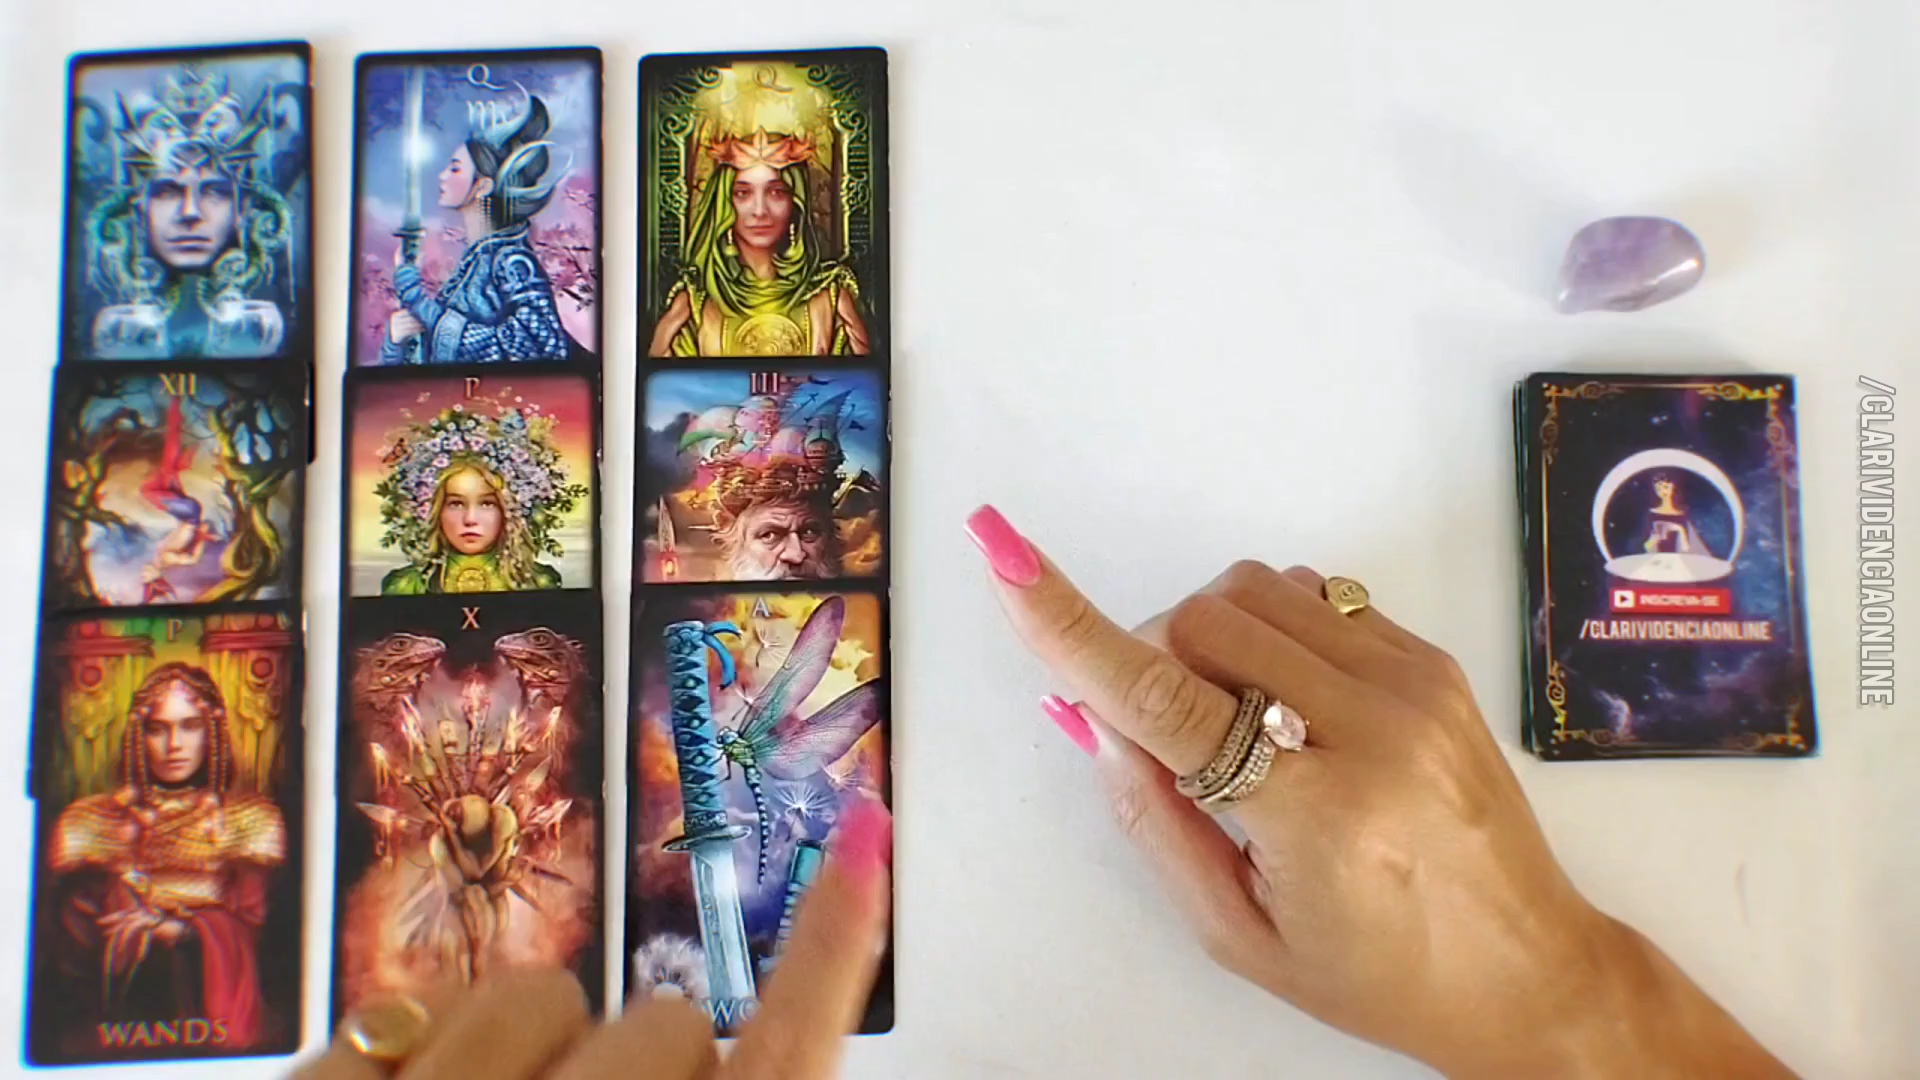 K
Q
Q
XII
P
III
P
X
A
WANDS
INSCREVA-SE
/CLARIVIDENCIAONLINE
/CLARIVIDENCIAONLINE